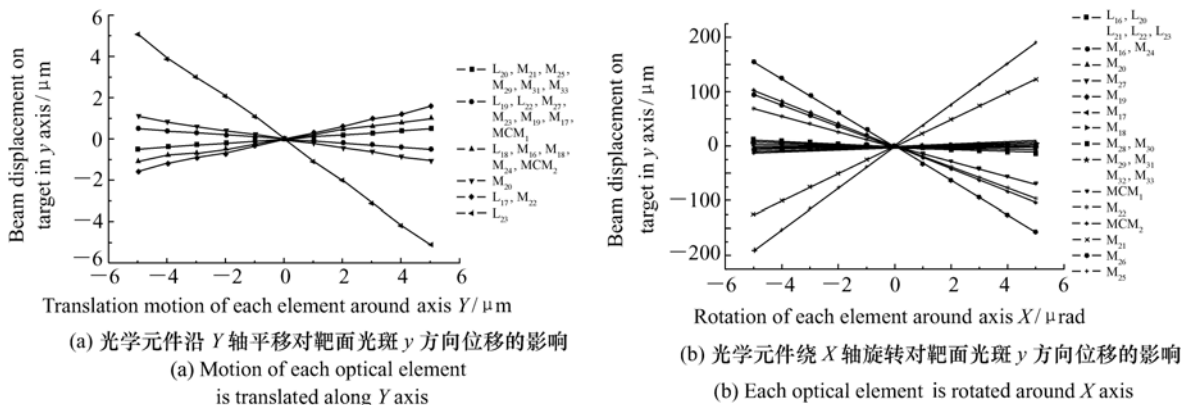 Beam displacement on
target in y axis/μm
6
4
2
0
−2
−4
−6
−6 −4 −2 0 2 4 6
L20, M21, M25,
M29, M31, M33
L19, L22, M27,
M23, M19, M17,
MCM1
L18, M16, M18,
M24, MCM2
M20
L17, M22
L23
Translation motion of each element around axis Y/μm
(a) 光学元件沿 Y 轴平移对靶面光斑 y 方向位移的影响
(a) Motion of each optical element
is translated along Y axis
Beam displacement on
target in y axis/μm
200
100
0
−100
−200
−6 −4 −2 0 2 4 6
L16, L20
L21, L22, L23
M16, M24
M20
M27
M19
M17
M18
M28, M30
M29, M31
M32, M33
MCM1
M22
MCM2
M21
M26
M25
Rotation of each element around axis X/μrad
(b) 光学元件绕 X 轴旋转对靶面光斑 y 方向位移的影响
(b) Each optical element is rotated around X axis